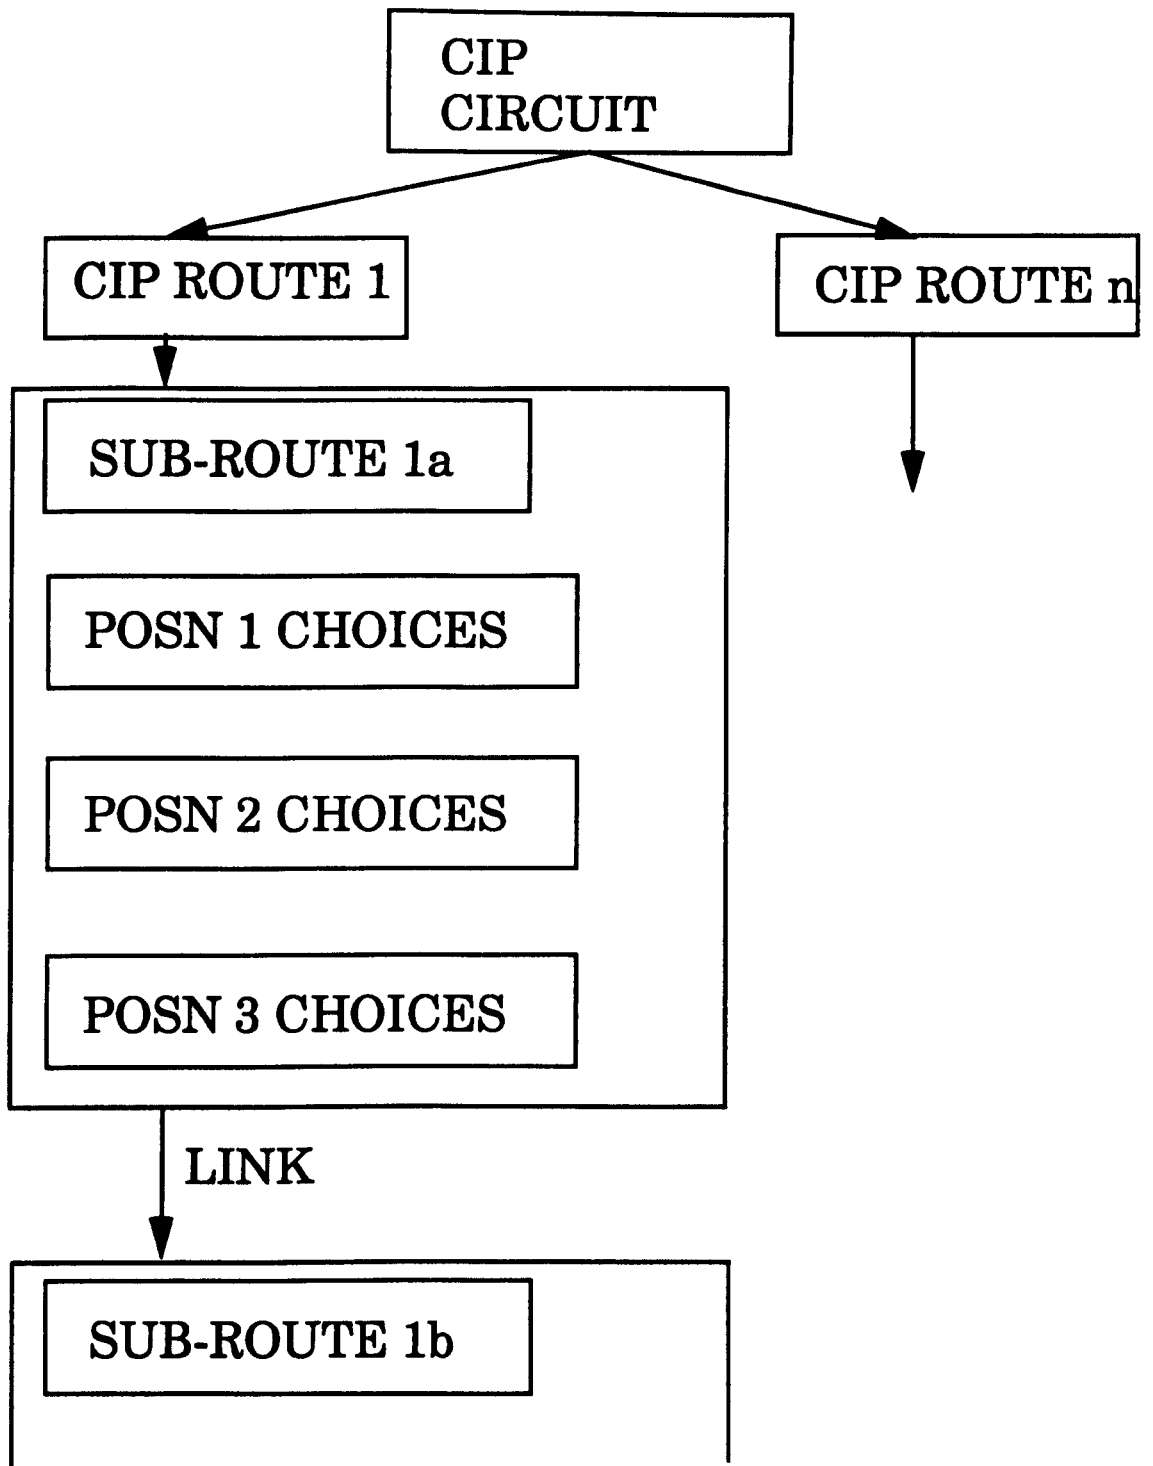 CIP
CIRCUIT
CIP ROUTE 1
CIP ROUTE n
SUB-ROUTE 1a
POSN 1 CHOICES
POSN 2 CHOICES
POSN 3 CHOICES
LINK
SUB-ROUTE 1b